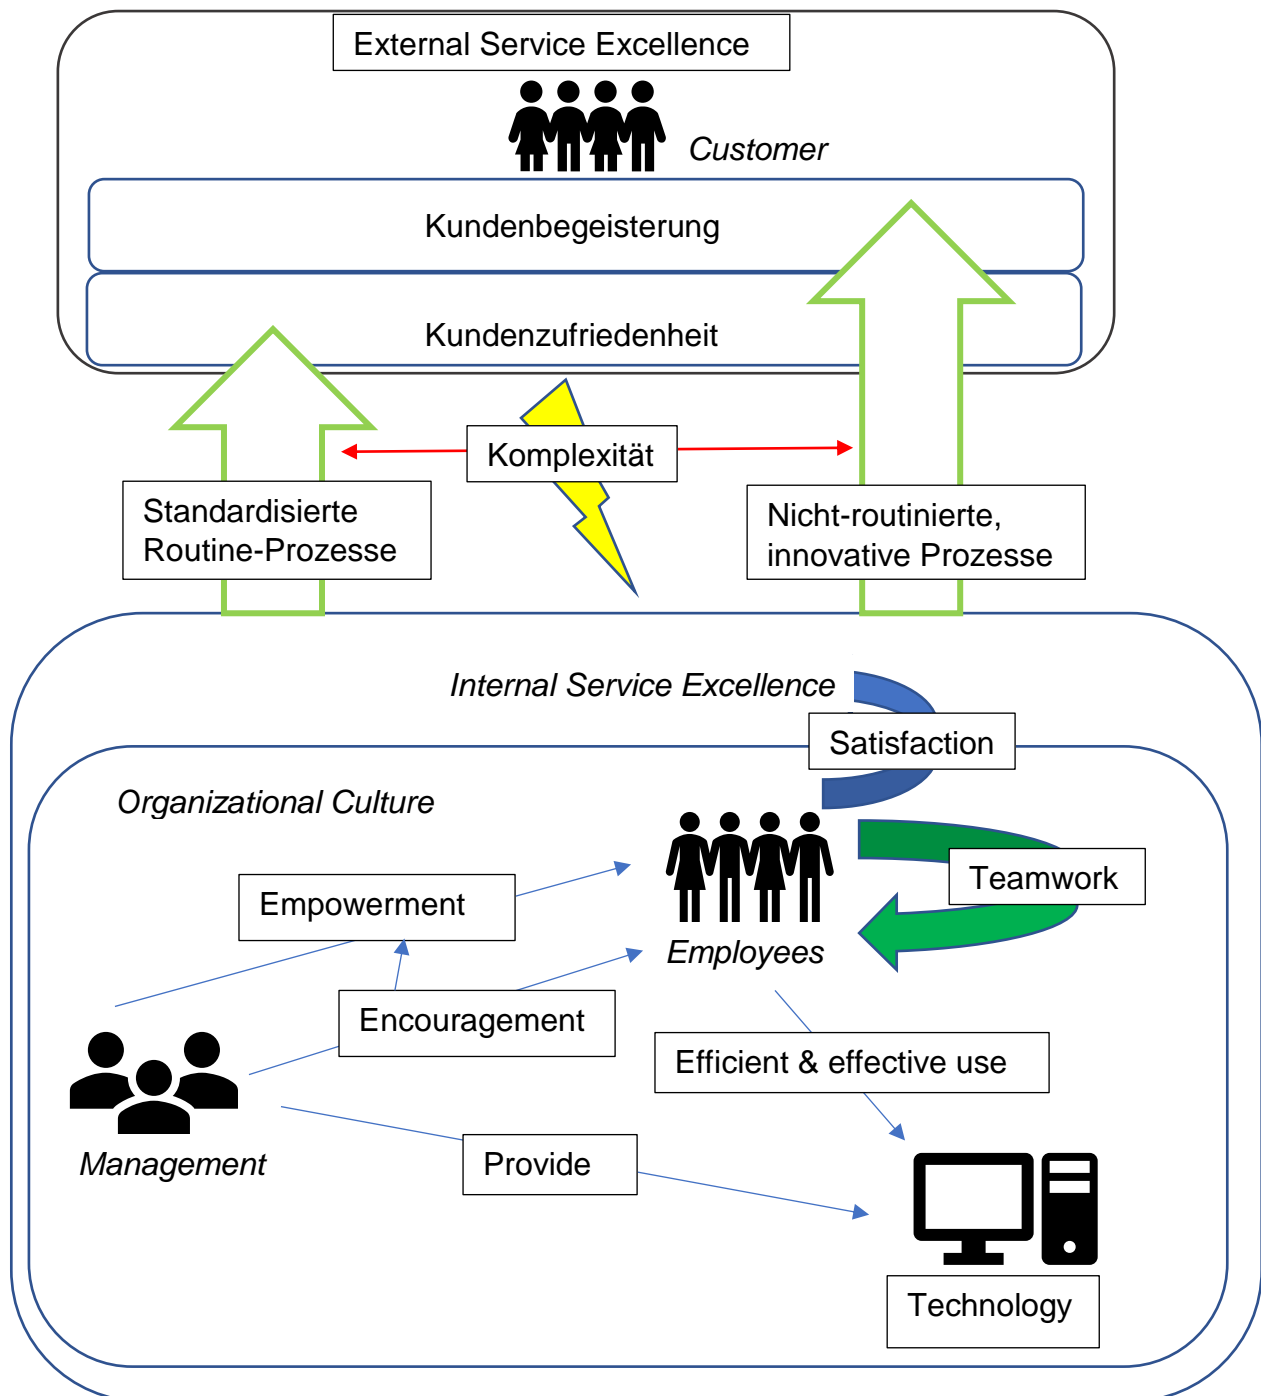 External Service Excellence
Customer
Kundenbegeisterung
Kundenzufriedenheit
Komplexität
Standardisierte
Routine-Prozesse
Nicht-routinierte,
innovative Prozesse
Internal Service Excellence
Satisfaction
Organizational Culture
Teamwork
Empowerment
Employees
Encouragement
Efficient & effective use
Management
Provide
Technology